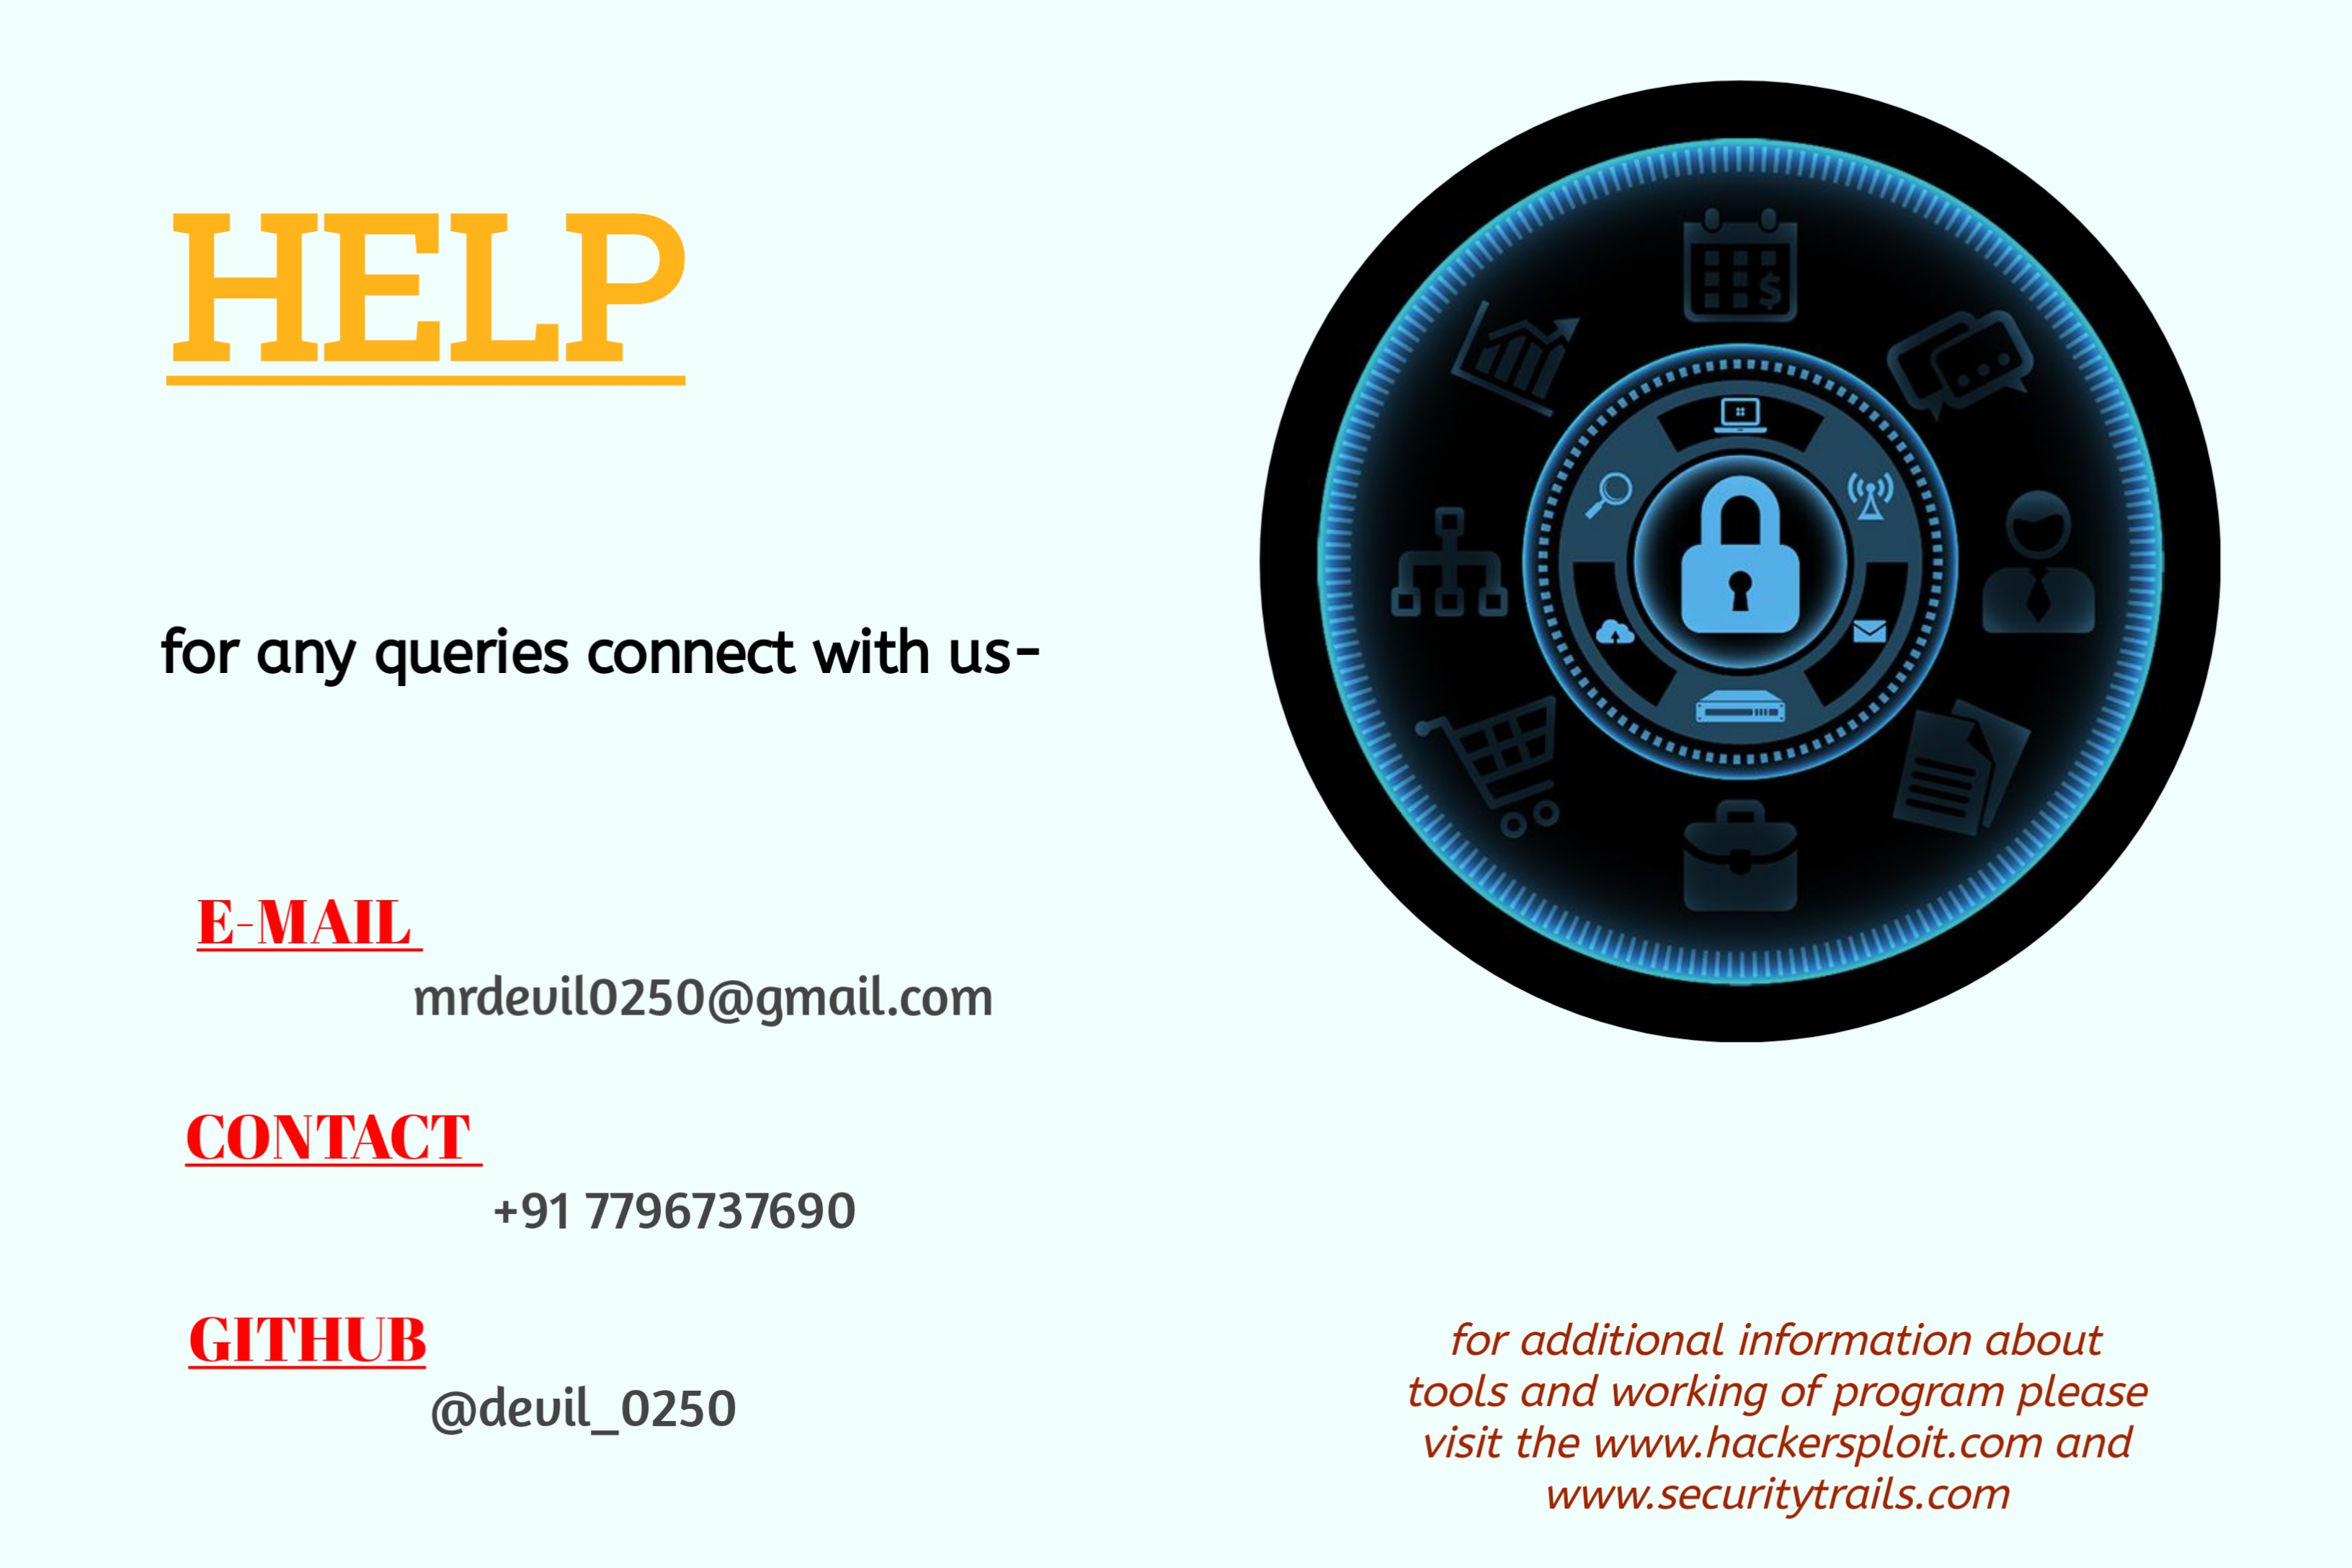 HELP
for any queries connect with us-
E-MAIL
mrdevil0250@gmail.com
CONTACT
+91 7796737690
GITHUB
@devil_0250
for additional information about
tools and working of program please
visit the www.hackersploit.com and
www.securitytrails.com